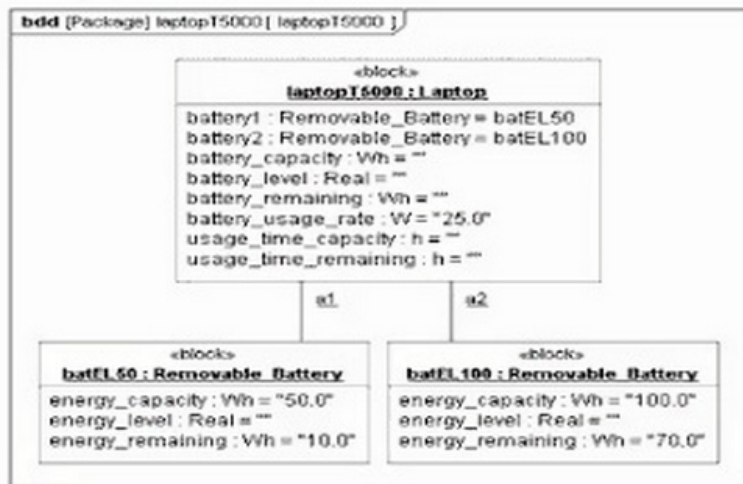 bdd [Package] laptopT5000 [ laptopT5000 ]
«block»
laptopT5000 : Laptop
battery1 : Removable_Battery = batEL50
battery2 : Removable_Battery = batEL100
battery_capacity : Wh = ""
battery_level : Real = ""
battery_remaining : Wh = ""
battery_usage_rate : W = "25.0"
usage_time_capacity : h = ""
usage_time_remaining : h = ""
a1
a2
«block»
batEL50 : Removable_Battery
energy_capacity : Wh = "50.0"
energy_level : Real = ""
energy_remaining : Wh = "10.0"
«block»
batEL100 : Removable_Battery
energy_capacity : Wh = "100.0"
energy_level : Real = ""
energy_remaining : Wh = "70.0"